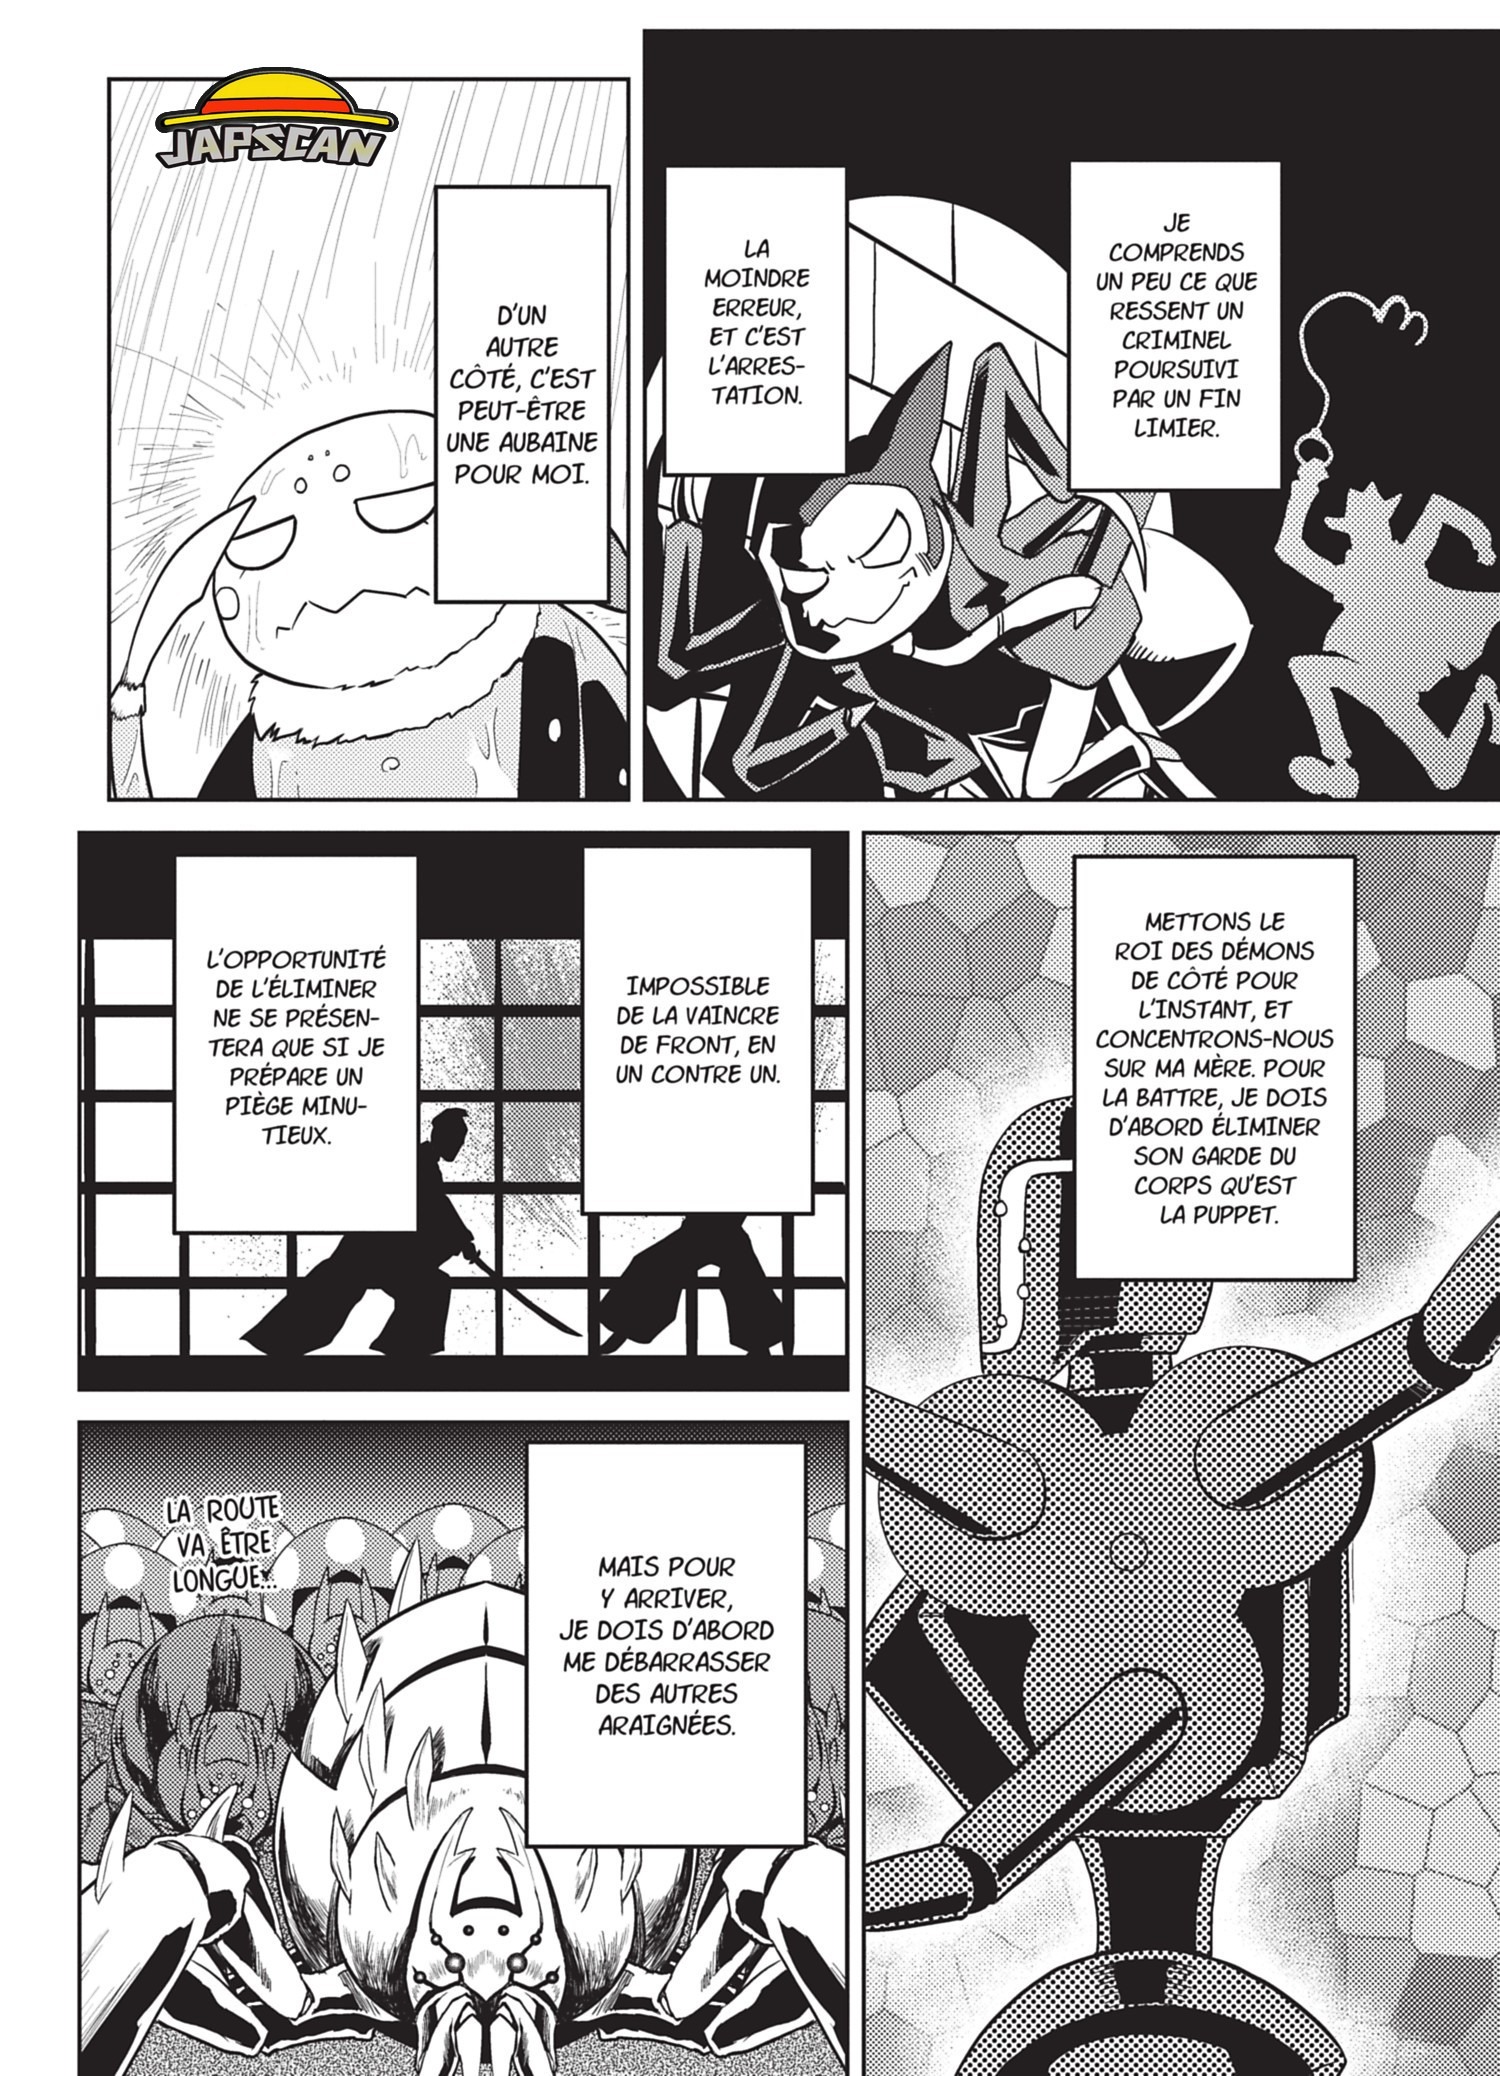 JAPSCAN
JE
COMPRENDS
UN PEU CE QUE
RESSENT UN
CRIMINEL
POURSUIVI
PAR UN FIN
LIMIER.
LA
MOINDRE
ERREUR,
ET C'EST
L'ARRES-
TATION.
D'UN
AUTRE
CÔTÉ, C'EST
PEUT-ÊTRE
UNE AUBAINE
POUR MOI.
METTONS LE
ROI DES DÉMONS
DE CÔTÉ POUR
L'INSTANT, ET
CONCENTRONS-NOUS
SUR MA MÈRE. POUR
LA BATTRE, JE DOIS
D'ABORD ÉLIMINER
SON GARDE DU
CORPS QU'EST
LA PUPPET.
IMPOSSIBLE
DE LA VAINCRE
DE FRONT, EN
UN CONTRE UN.
L'OPPORTUNITÉ
DE L'ÉLIMINER
NE SE PRÉSEN-
TERA QUE SI JE
PRÉPARE UN
PIÈGE MINU-
TIEUX.
MAIS POUR
Y ARRIVER,
JE DOIS D'ABORD
ME DÉBARRASSER
DES AUTRES
ARAIGNÉES.
LA ROUTE
VA ÊTRE
LONGUE...